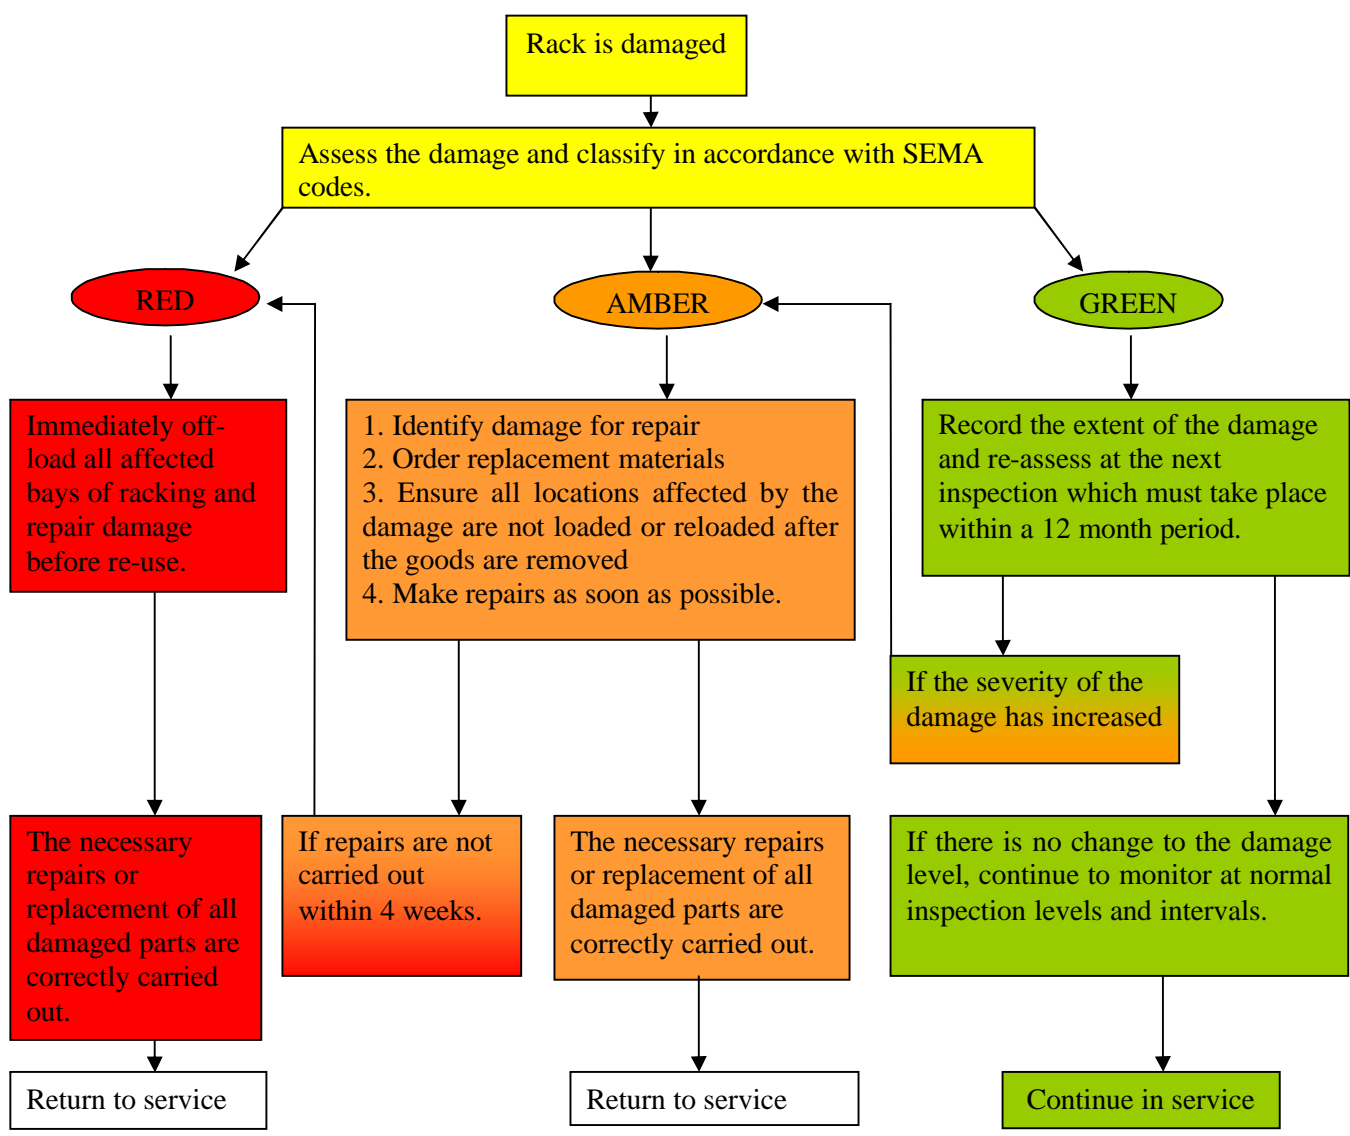 Rack is damaged
Assess the damage and classify in accordance with SEMA
codes.
RED
AMBER
GREEN
Immediately off-
load all affected
bays of racking and
repair damage
before re-use.
1. Identify damage for repair
2. Order replacement materials
3. Ensure all locations affected by the
damage are not loaded or reloaded after
the goods are removed
4. Make repairs as soon as possible.
Record the extent of the damage
and re-assess at the next
inspection which must take place
within a 12 month period.
If the severity of the
damage has increased
The necessary
repairs or
replacement of all
damaged parts are
correctly carried
out.
If repairs are not
carried out
within 4 weeks.
The necessary repairs
or replacement of all
damaged parts are
correctly carried out.
If there is no change to the damage
level, continue to monitor at normal
inspection levels and intervals.
Return to service
Return to service
Continue in service